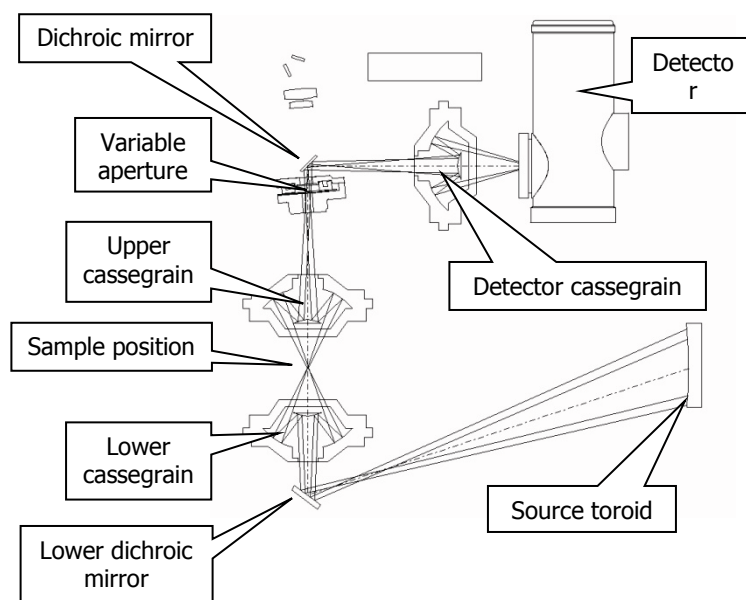 Dichroic mirror
Detecto
r
Variable
aperture
Upper
cassegrain
Detector cassegrain
Sample position
Lower
cassegrain
Source toroid
Lower dichroic
mirror